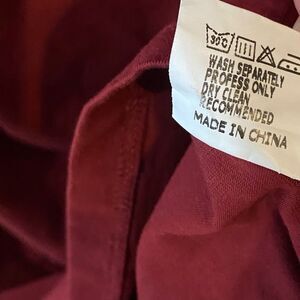 30°C
WASH SEPARATELY
PROFESS ONLY
DRY CLEAN
RECOMMENDED
MADE IN CHINA